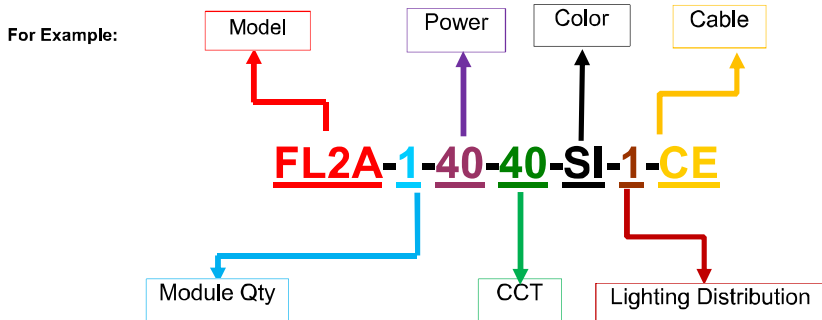 For Example:
Model
Power
Color
Cable
FL2A-1-40-40-SI-1-CE
Module Qty
CCT
Lighting Distribution